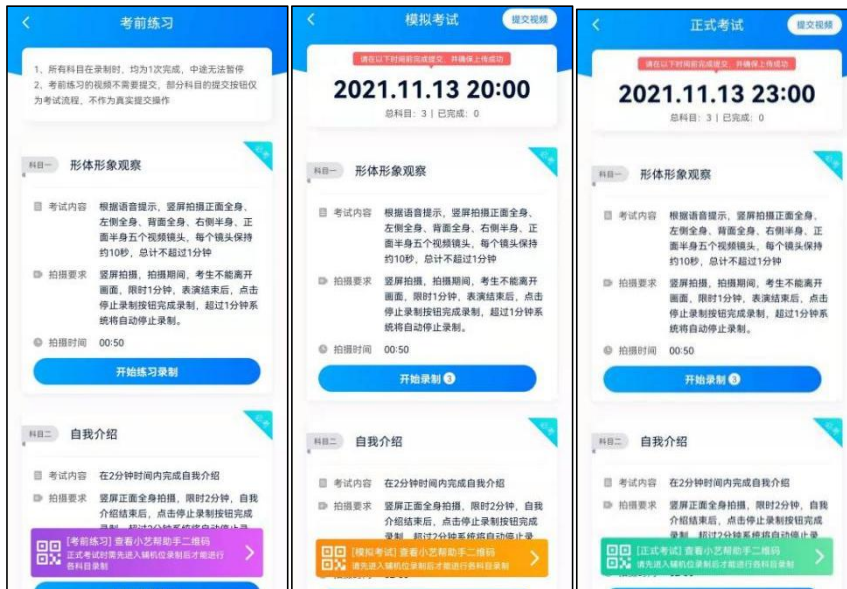 考前练习
1、所有科目在录制时，均为1次完成，中途无法暂停
2、考前练习的视频不需要提交，部分科目的提交按钮仅
为考试流程，不作为真实提交操作
必考
科目一
形体形象观察
考试内容
根据语音提示，竖屏拍摄正面全身、
左侧全身、背面全身、右侧半身、正
面半身五个视频镜头，每个镜头保持
约10秒，总计不超过1分钟
拍摄要求
竖屏拍摄，拍摄期间，考生不能离开
画面，限时1分钟，表演结束后，点击
停止录制按钮完成录制，超过1分钟系
统将自动停止录制。
拍摄时间 00:50
开始练习录制
必考
科目二
自我介绍
考试内容
在2分钟时间内完成自我介绍
拍摄要求
竖屏正面全身拍摄，限时2分钟，自我
介绍结束后，点击停止录制按钮完成
[考前练习] 查看小艺帮助手二维码
正式考试时需先进入辅机位录制后才能进行
各科目录制
模拟考试
提交视频
请在以下时间前完成提交，并确保上传成功
2021.11.13 20:00
总科目：3 | 已完成：0
必考
科目一
形体形象观察
考试内容
根据语音提示，竖屏拍摄正面全身、
左侧全身、背面全身、右侧半身、正
面半身五个视频镜头，每个镜头保持
约10秒，总计不超过1分钟
拍摄要求
竖屏拍摄，拍摄期间，考生不能离开
画面，限时1分钟，表演结束后，点击
停止录制按钮完成录制，超过1分钟系
统将自动停止录制。
拍摄时间 00:50
开始录制 3
必考
科目二
自我介绍
考试内容
在2分钟时间内完成自我介绍
拍摄要求
竖屏正面全身拍摄，限时2分钟，自我
介绍结束后，点击停止录制按钮完成
[模拟考试] 查看小艺帮助手二维码
请先进入辅机位录制后才能进行各科目录制
正式考试
提交视频
请在以下时间前完成提交，并确保上传成功
2021.11.13 23:00
总科目：3 | 已完成：0
必考
科目一
形体形象观察
考试内容
根据语音提示，竖屏拍摄正面全身、
左侧全身、背面全身、右侧半身、正
面半身五个视频镜头，每个镜头保持
约10秒，总计不超过1分钟
拍摄要求
竖屏拍摄，拍摄期间，考生不能离开
画面，限时1分钟，表演结束后，点击
停止录制按钮完成录制，超过1分钟系
统将自动停止录制。
拍摄时间 00:50
开始录制 3
必考
科目二
自我介绍
考试内容
在2分钟时间内完成自我介绍
拍摄要求
竖屏正面全身拍摄，限时2分钟，自我
介绍结束后，点击停止录制按钮完成
[正式考试] 查看小艺帮助手二维码
请先进入辅机位录制后才能进行各科目录制